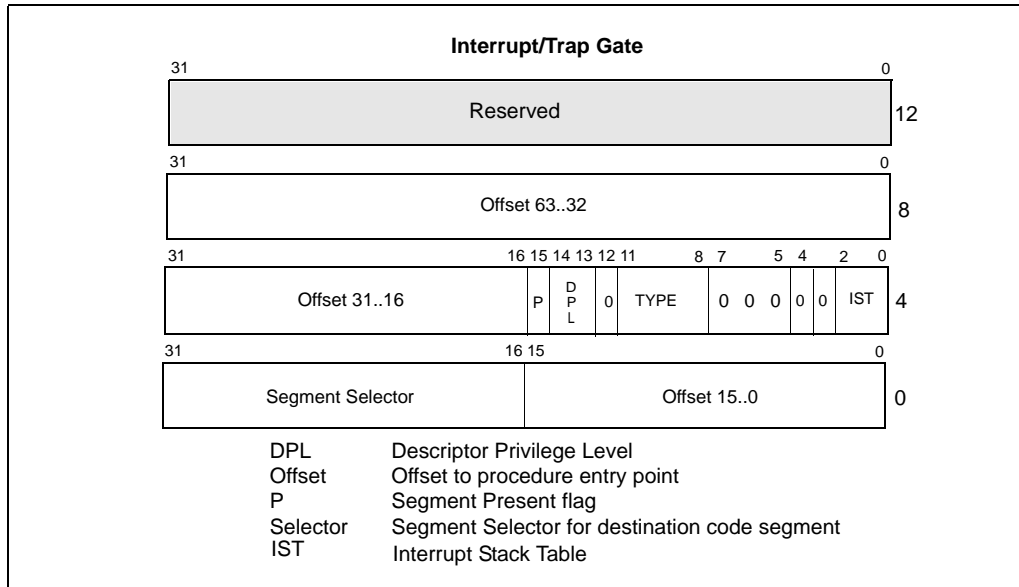 Interrupt/Trap Gate
31 0
Reserved 12
31 0
Offset 63..32 8
31 16 15 14 13 12 11 8 7 5 4 2 0
Offset 31..16 P DPL 0 TYPE 0 0 0 0 0 IST 4
31 16 15 0
Segment Selector Offset 15..0 0
DPL Descriptor Privilege Level
Offset Offset to procedure entry point
P Segment Present flag
Selector Segment Selector for destination code segment
IST Interrupt Stack Table